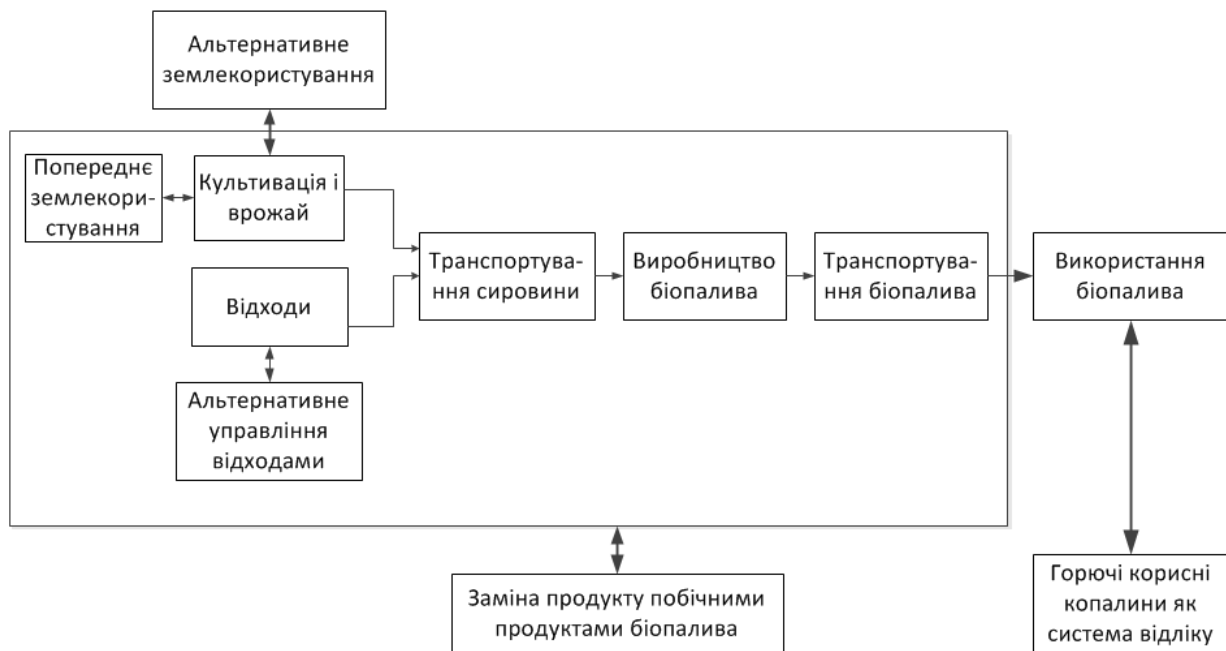 Альтернативне
землекористування
Попереднє
землекори-
стування
Культивація і
врожай
Відходи
Альтернативне
управління
відходами
Транспортува-
ння сировини
Виробництво
біопалива
Транспортува-
ння біопалива
Використання
біопалива
Заміна продукту побічними
продуктами біопалива
Горючі корисні
копалини як
система відліку